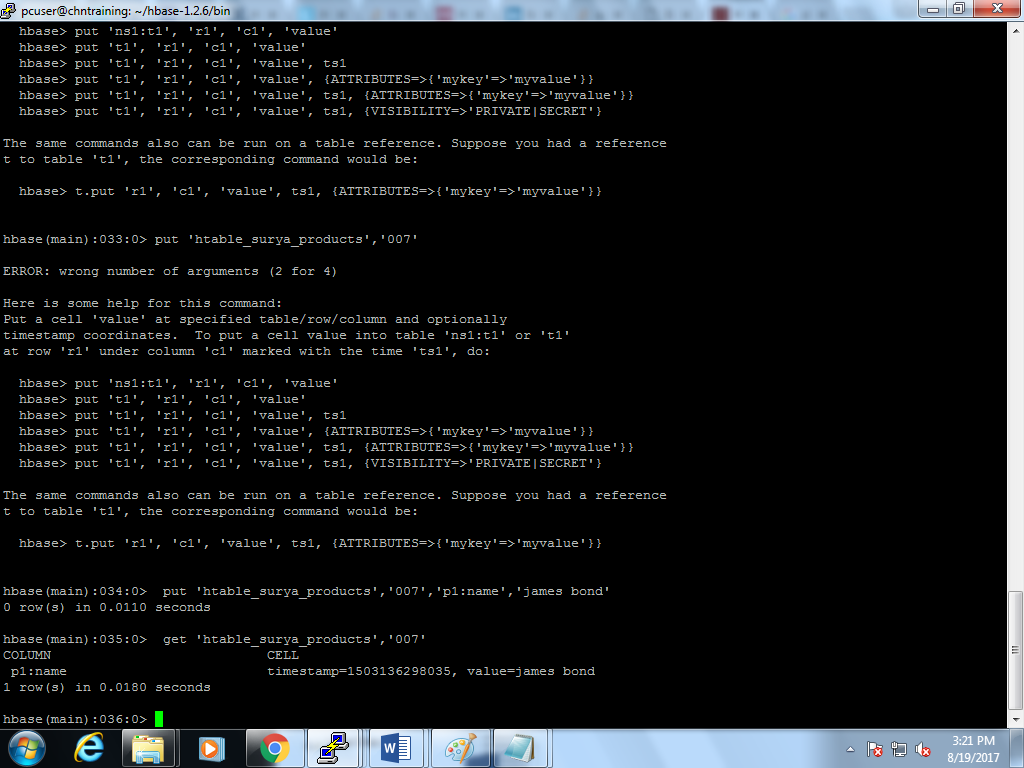 pcuser@chntraining: ~/hbase-1.2.6/bin
hbase> put 'ns1:t1', 'r1', 'c1', 'value'
hbase> put 't1', 'r1', 'c1', 'value'
hbase> put 't1', 'r1', 'c1', 'value', ts1
hbase> put 't1', 'r1', 'c1', 'value', {ATTRIBUTES=>{'mykey'=>'myvalue'}}
hbase> put 't1', 'r1', 'c1', 'value', ts1, {ATTRIBUTES=>{'mykey'=>'myvalue'}}
hbase> put 't1', 'r1', 'c1', 'value', ts1, {VISIBILITY=>'PRIVATE|SECRET'}
The same commands also can be run on a table reference. Suppose you had a reference
t to table 't1', the corresponding command would be:
hbase> t.put 'r1', 'c1', 'value', ts1, {ATTRIBUTES=>{'mykey'=>'myvalue'}}
hbase(main):033:0> put 'htable_surya_products','007'
ERROR: wrong number of arguments (2 for 4)
Here is some help for this command:
Put a cell 'value' at specified table/row/column and optionally
timestamp coordinates.  To put a cell value into table 'ns1:t1' or 't1'
at row 'r1' under column 'c1' marked with the time 'ts1', do:
hbase> put 'ns1:t1', 'r1', 'c1', 'value'
hbase> put 't1', 'r1', 'c1', 'value'
hbase> put 't1', 'r1', 'c1', 'value', ts1
hbase> put 't1', 'r1', 'c1', 'value', {ATTRIBUTES=>{'mykey'=>'myvalue'}}
hbase> put 't1', 'r1', 'c1', 'value', ts1, {ATTRIBUTES=>{'mykey'=>'myvalue'}}
hbase> put 't1', 'r1', 'c1', 'value', ts1, {VISIBILITY=>'PRIVATE|SECRET'}
The same commands also can be run on a table reference. Suppose you had a reference
t to table 't1', the corresponding command would be:
hbase> t.put 'r1', 'c1', 'value', ts1, {ATTRIBUTES=>{'mykey'=>'myvalue'}}
hbase(main):034:0>  put 'htable_surya_products','007','p1:name','james bond'
0 row(s) in 0.0110 seconds
hbase(main):035:0>  get 'htable_surya_products','007'
COLUMN CELL
p1:name timestamp=1503136298035, value=james bond
1 row(s) in 0.0180 seconds
hbase(main):036:0>
3:21 PM
8/19/2017